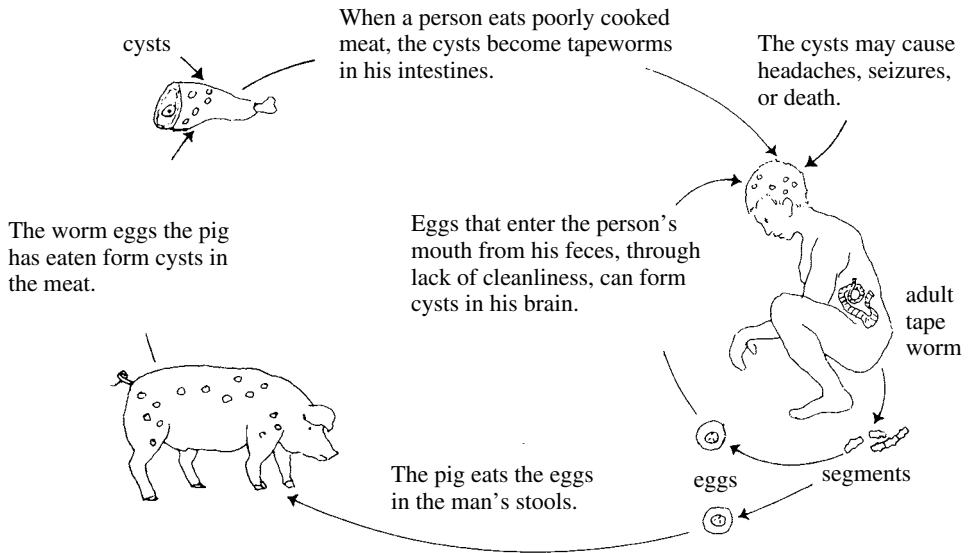 cysts
When a person eats poorly cooked
meat, the cysts become tapeworms
in his intestines.
The cysts may cause
headaches, seizures,
or death.
The worm eggs the pig
has eaten form cysts in
the meat.
Eggs that enter the person's
mouth from his feces, through
lack of cleanliness, can form
cysts in his brain.
adult
tape
worm
The pig eats the eggs
in the man's stools.
eggs
segments